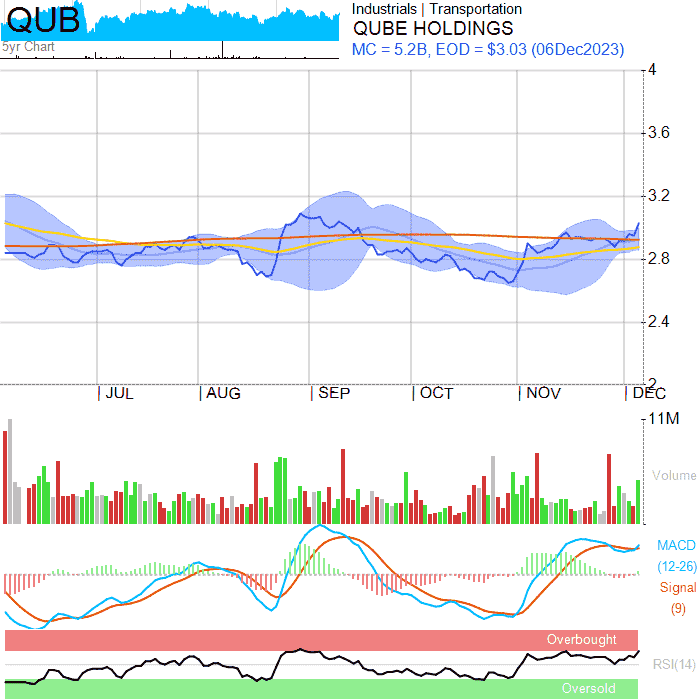 QUB
5yr Chart
Industrials | Transportation
QUBE HOLDINGS
MC = 5.2B, EOD = $3.03 (06Dec2023)
4
3.6
3.2
2.8
2.4
2
JUL
AUG
SEP
OCT
NOV
DEC
11M
Volume
MACD
(12-26)
Signal
(9)
Overbought
RSI(14)
Oversold